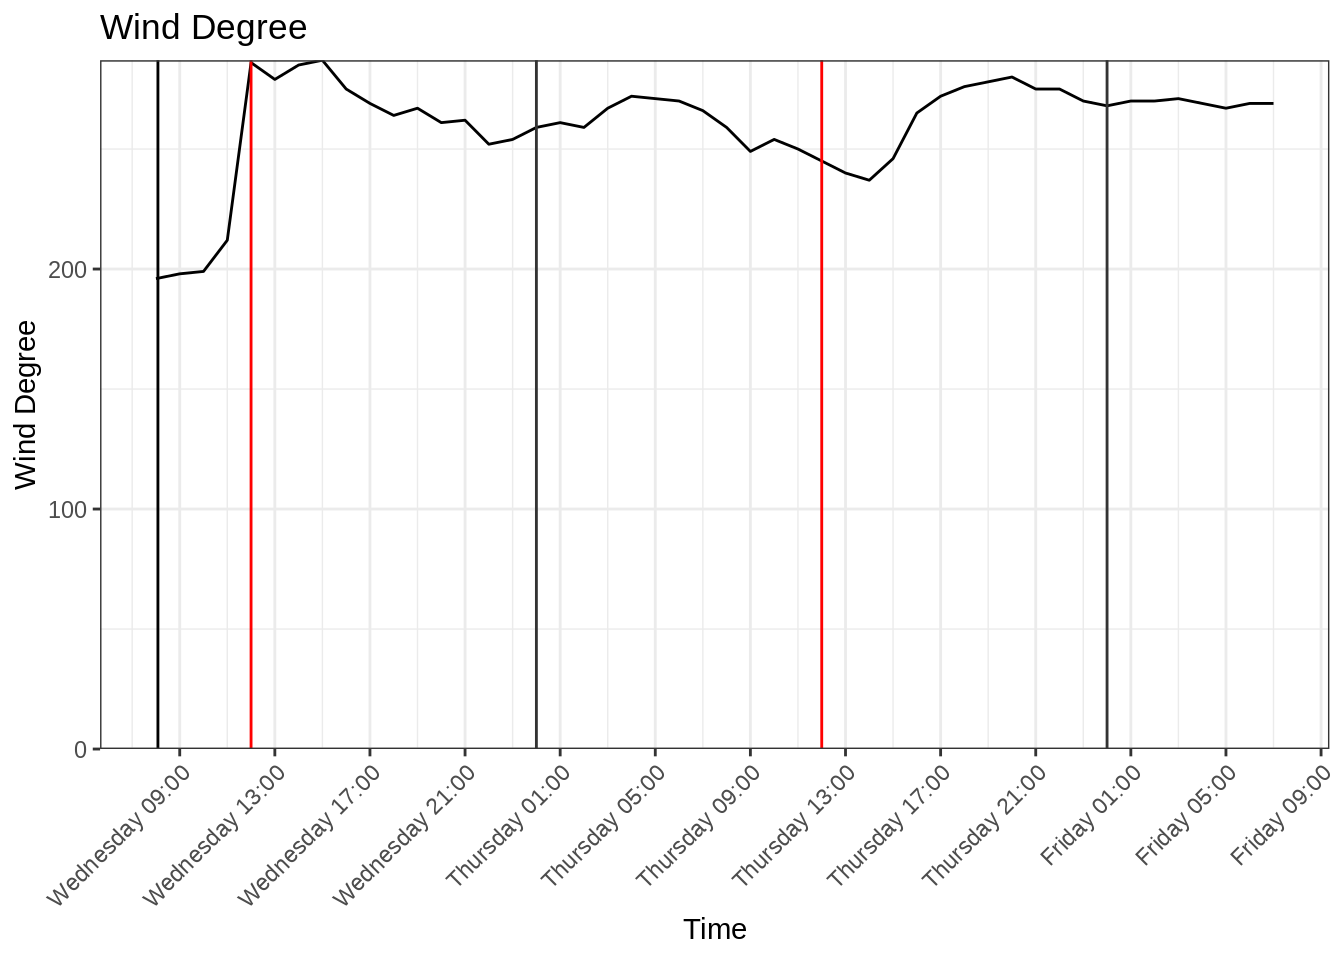 Wind Degree
Wind Degree
200
100
0
Wednesday 09:00
Wednesday 13:00
Wednesday 17:00
Wednesday 21:00
Thursday 01:00
Thursday 05:00
Thursday 09:00
Thursday 13:00
Thursday 17:00
Thursday 21:00
Friday 01:00
Friday 05:00
Friday 09:00
Time